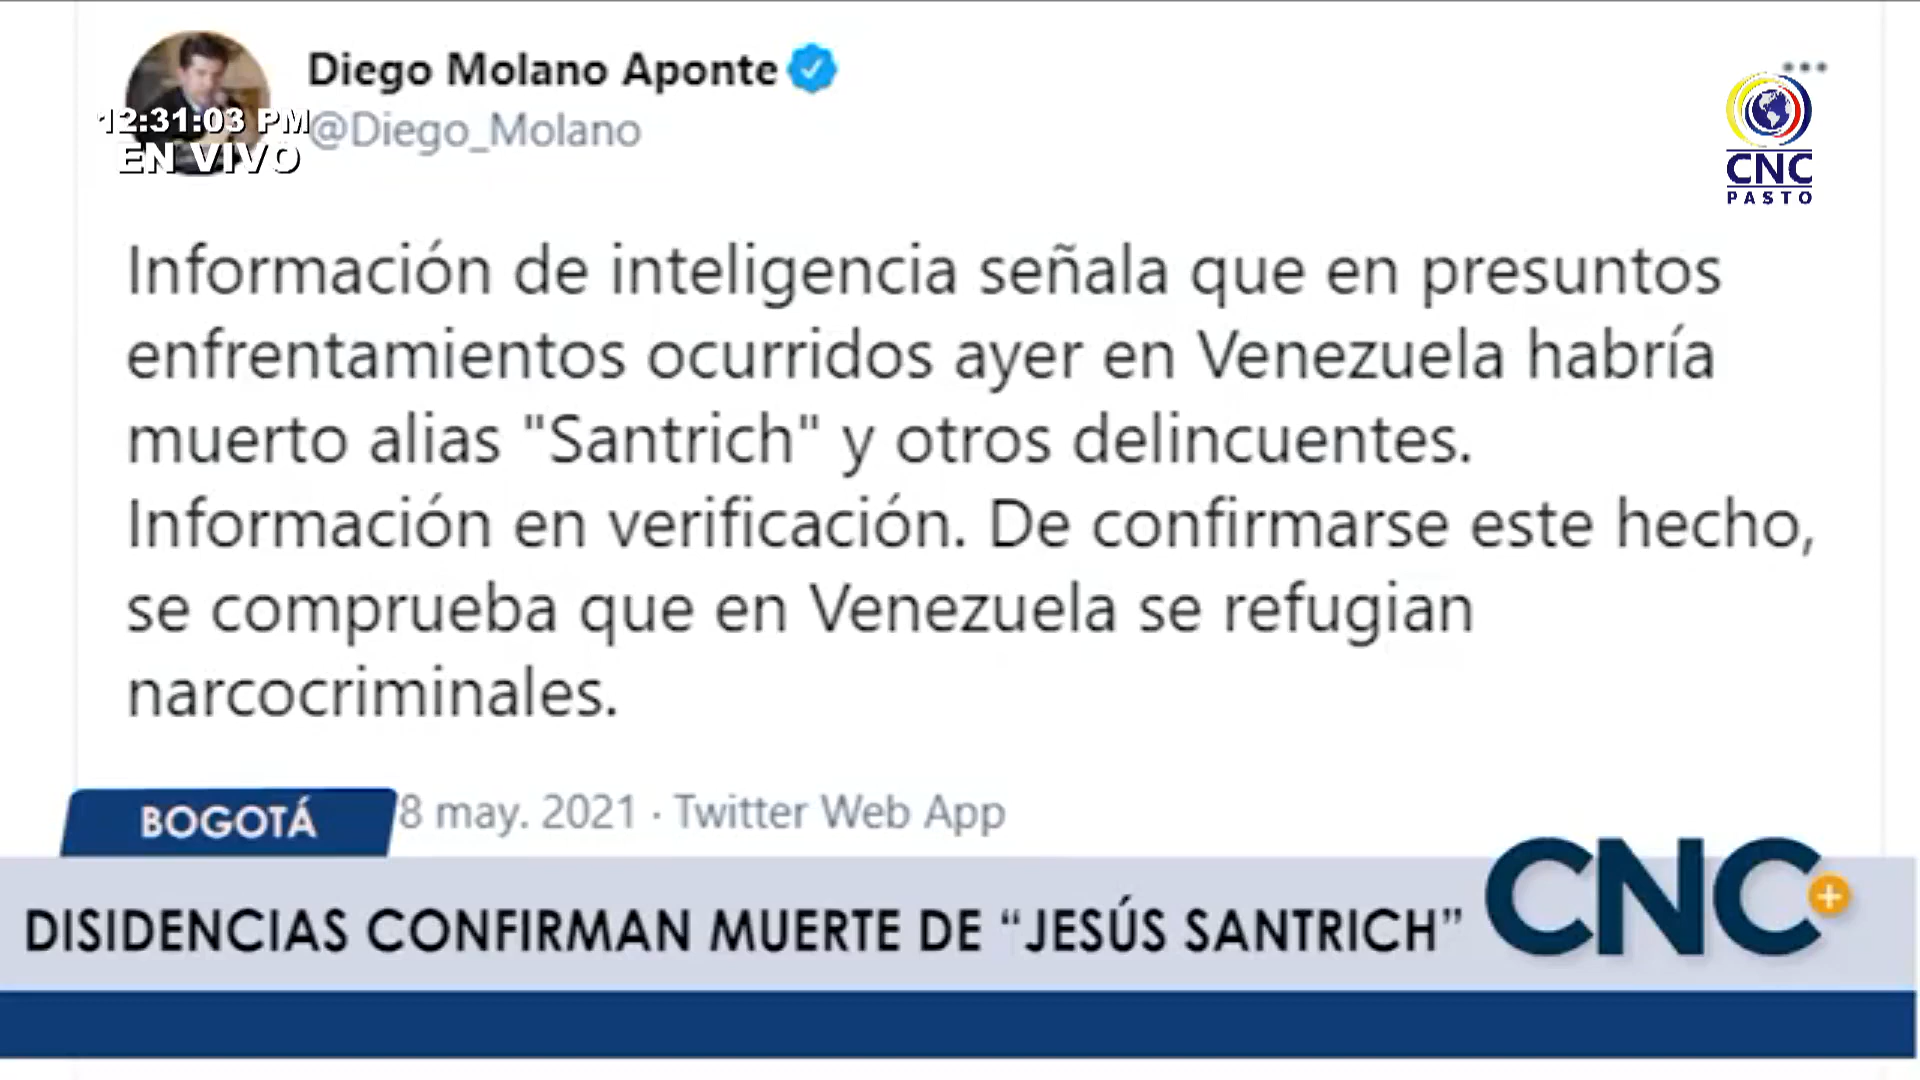 Diego Molano Aponte
@Diego_Molano
12:31:03 PM
EN VIVO
CNC
PASTO
Información de inteligencia señala que en presuntos
enfrentamientos ocurridos ayer en Venezuela habría
muerto alias "Santrich" y otros delincuentes.
Información en verificación. De confirmarse este hecho,
se comprueba que en Venezuela se refugian
narcocriminales.
BOGOTÁ
8 may. 2021 · Twitter Web App
DISIDENCIAS CONFIRMAN MUERTE DE “JESÚS SANTRICH”
CNC+